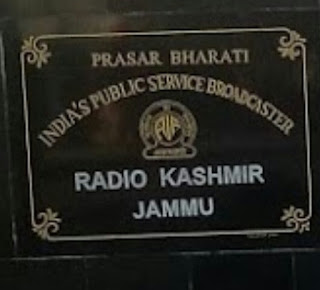 PRASAR BHARATI
INDIA'S PUBLIC SERVICE BROADCASTER
RADIO KASHMIR
JAMMU